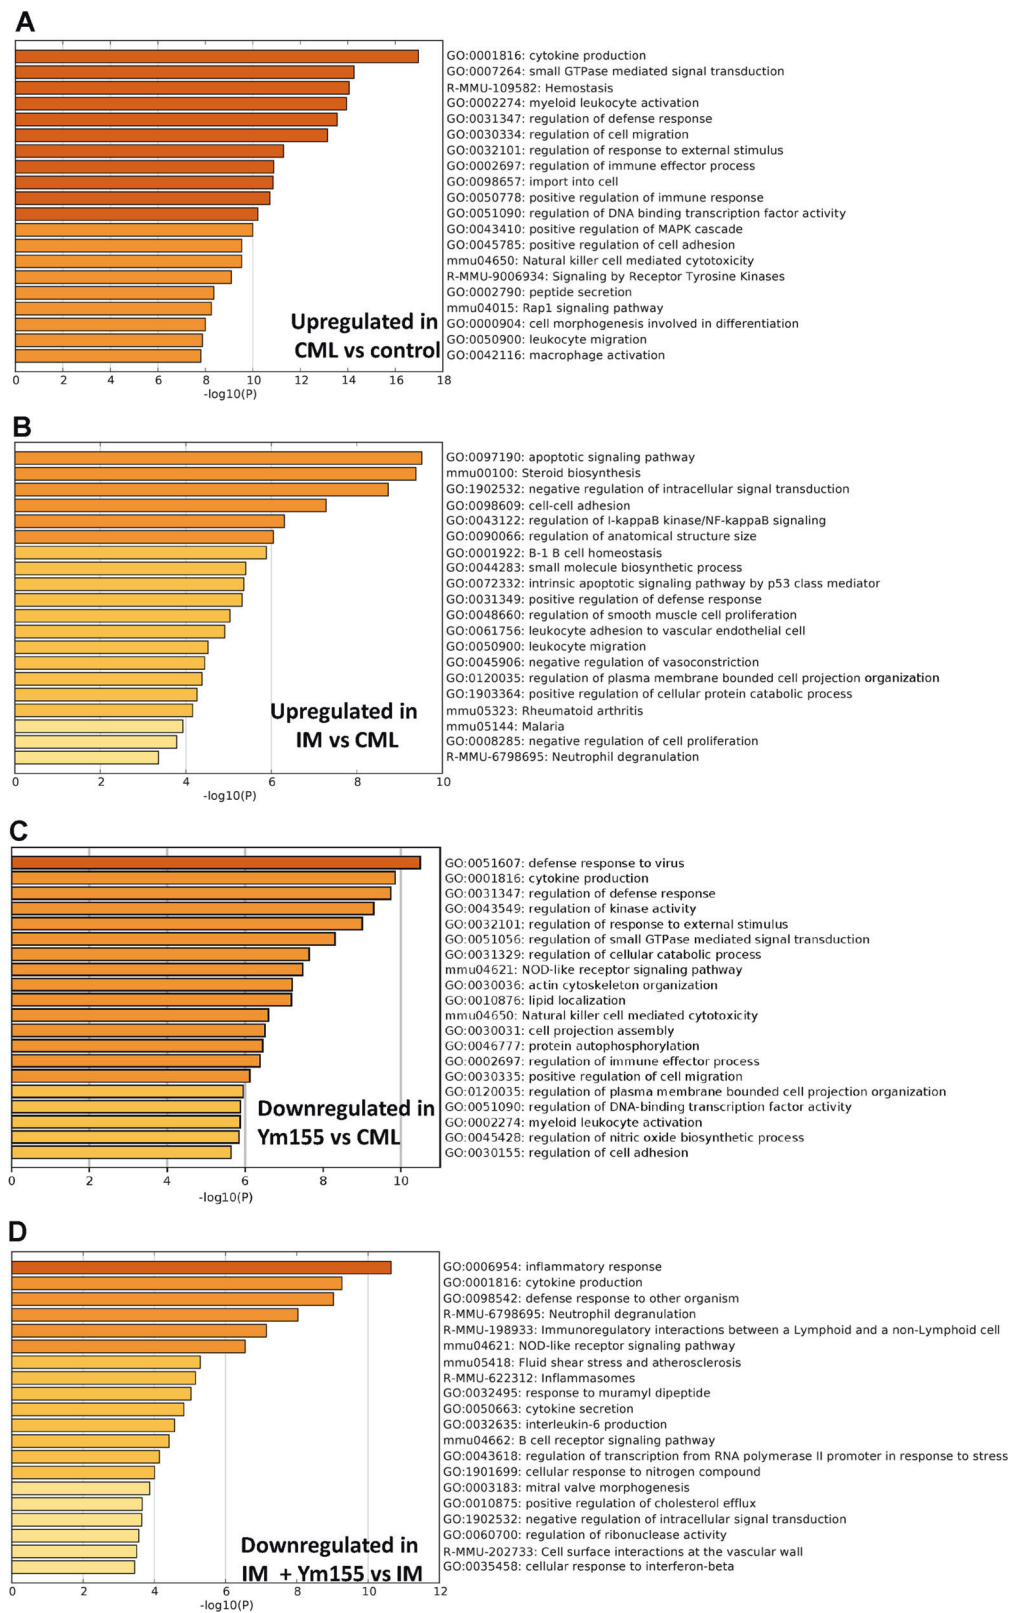 A
GO:0001816: cytokine production
GO:0007264: small GTPase mediated signal transduction
R-MMU-109582: Hemostasis
GO:0002274: myeloid leukocyte activation
GO:0031347: regulation of defense response
GO:0030334: regulation of cell migration
GO:0032101: regulation of response to external stimulus
GO:0002697: regulation of immune effector process
GO:0098657: import into cell
GO:0050778: positive regulation of immune response
GO:0051090: regulation of DNA binding transcription factor activity
GO:0043410: positive regulation of MAPK cascade
GO:0045785: positive regulation of cell adhesion
mmu04650: Natural killer cell mediated cytotoxicity
R-MMU-9006934: Signaling by Receptor Tyrosine Kinases
GO:0002790: peptide secretion
mmu04015: Rap1 signaling pathway
GO:0000904: cell morphogenesis involved in differentiation
GO:0050900: leukocyte migration
GO:0042116: macrophage activation
Upregulated in
CML vs control
0 2 4 6 8 10 12 14 16 18
-log10(P)
B
GO:0097190: apoptotic signaling pathway
mmu00100: Steroid biosynthesis
GO:1902532: negative regulation of intracellular signal transduction
GO:0098609: cell-cell adhesion
GO:0043122: regulation of I-kappaB kinase/NF-kappaB signaling
GO:0090066: regulation of anatomical structure size
GO:0001922: B-1 B cell homeostasis
GO:0044283: small molecule biosynthetic process
GO:0072332: intrinsic apoptotic signaling pathway by p53 class mediator
GO:0031349: positive regulation of defense response
GO:0048660: regulation of smooth muscle cell proliferation
GO:0061756: leukocyte adhesion to vascular endothelial cell
GO:0050900: leukocyte migration
GO:0045906: negative regulation of vasoconstriction
GO:0120035: regulation of plasma membrane bounded cell projection organization
GO:1903364: positive regulation of cellular protein catabolic process
mmu05323: Rheumatoid arthritis
mmu05144: Malaria
GO:0008285: negative regulation of cell proliferation
R-MMU-6798695: Neutrophil degranulation
Upregulated in
IM vs CML
0 2 4 6 8 10
-log10(P)
C
GO:0051607: defense response to virus
GO:0001816: cytokine production
GO:0031347: regulation of defense response
GO:0043549: regulation of kinase activity
GO:0032101: regulation of response to external stimulus
GO:0051056: regulation of small GTPase mediated signal transduction
GO:0031329: regulation of cellular catabolic process
mmu04621: NOD-like receptor signaling pathway
GO:0030036: actin cytoskeleton organization
GO:0010876: lipid localization
mmu04650: Natural killer cell mediated cytotoxicity
GO:0030031: cell projection assembly
GO:0046777: protein autophosphorylation
GO:0002697: regulation of immune effector process
GO:0030335: positive regulation of cell migration
GO:0120035: regulation of plasma membrane bounded cell projection organization
GO:0051090: regulation of DNA-binding transcription factor activity
GO:0002274: myeloid leukocyte activation
GO:0045428: regulation of nitric oxide biosynthetic process
GO:0030155: regulation of cell adhesion
Downregulated in
Ym155 vs CML
0 2 4 6 8 10
-log10(P)
D
GO:0006954: inflammatory response
GO:0001816: cytokine production
GO:0098542: defense response to other organism
R-MMU-6798695: Neutrophil degranulation
R-MMU-198933: Immunoregulatory interactions between a Lymphoid and a non-Lymphoid cell
mmu04621: NOD-like receptor signaling pathway
mmu05418: Fluid shear stress and atherosclerosis
R-MMU-622312: Inflammasomes
GO:0032495: response to muramyl dipeptide
GO:0050663: cytokine secretion
GO:0032635: interleukin-6 production
mmu04662: B cell receptor signaling pathway
GO:0043618: regulation of transcription from RNA polymerase II promoter in response to stress
GO:1901699: cellular response to nitrogen compound
GO:0003183: mitral valve morphogenesis
GO:0010875: positive regulation of cholesterol efflux
GO:1902532: negative regulation of intracellular signal transduction
GO:0060700: regulation of ribonuclease activity
R-MMU-202733: Cell surface interactions at the vascular wall
GO:0035458: cellular response to interferon-beta
Downregulated in
IM + Ym155 vs IM
0 2 4 6 8 10 12
-log10(P)